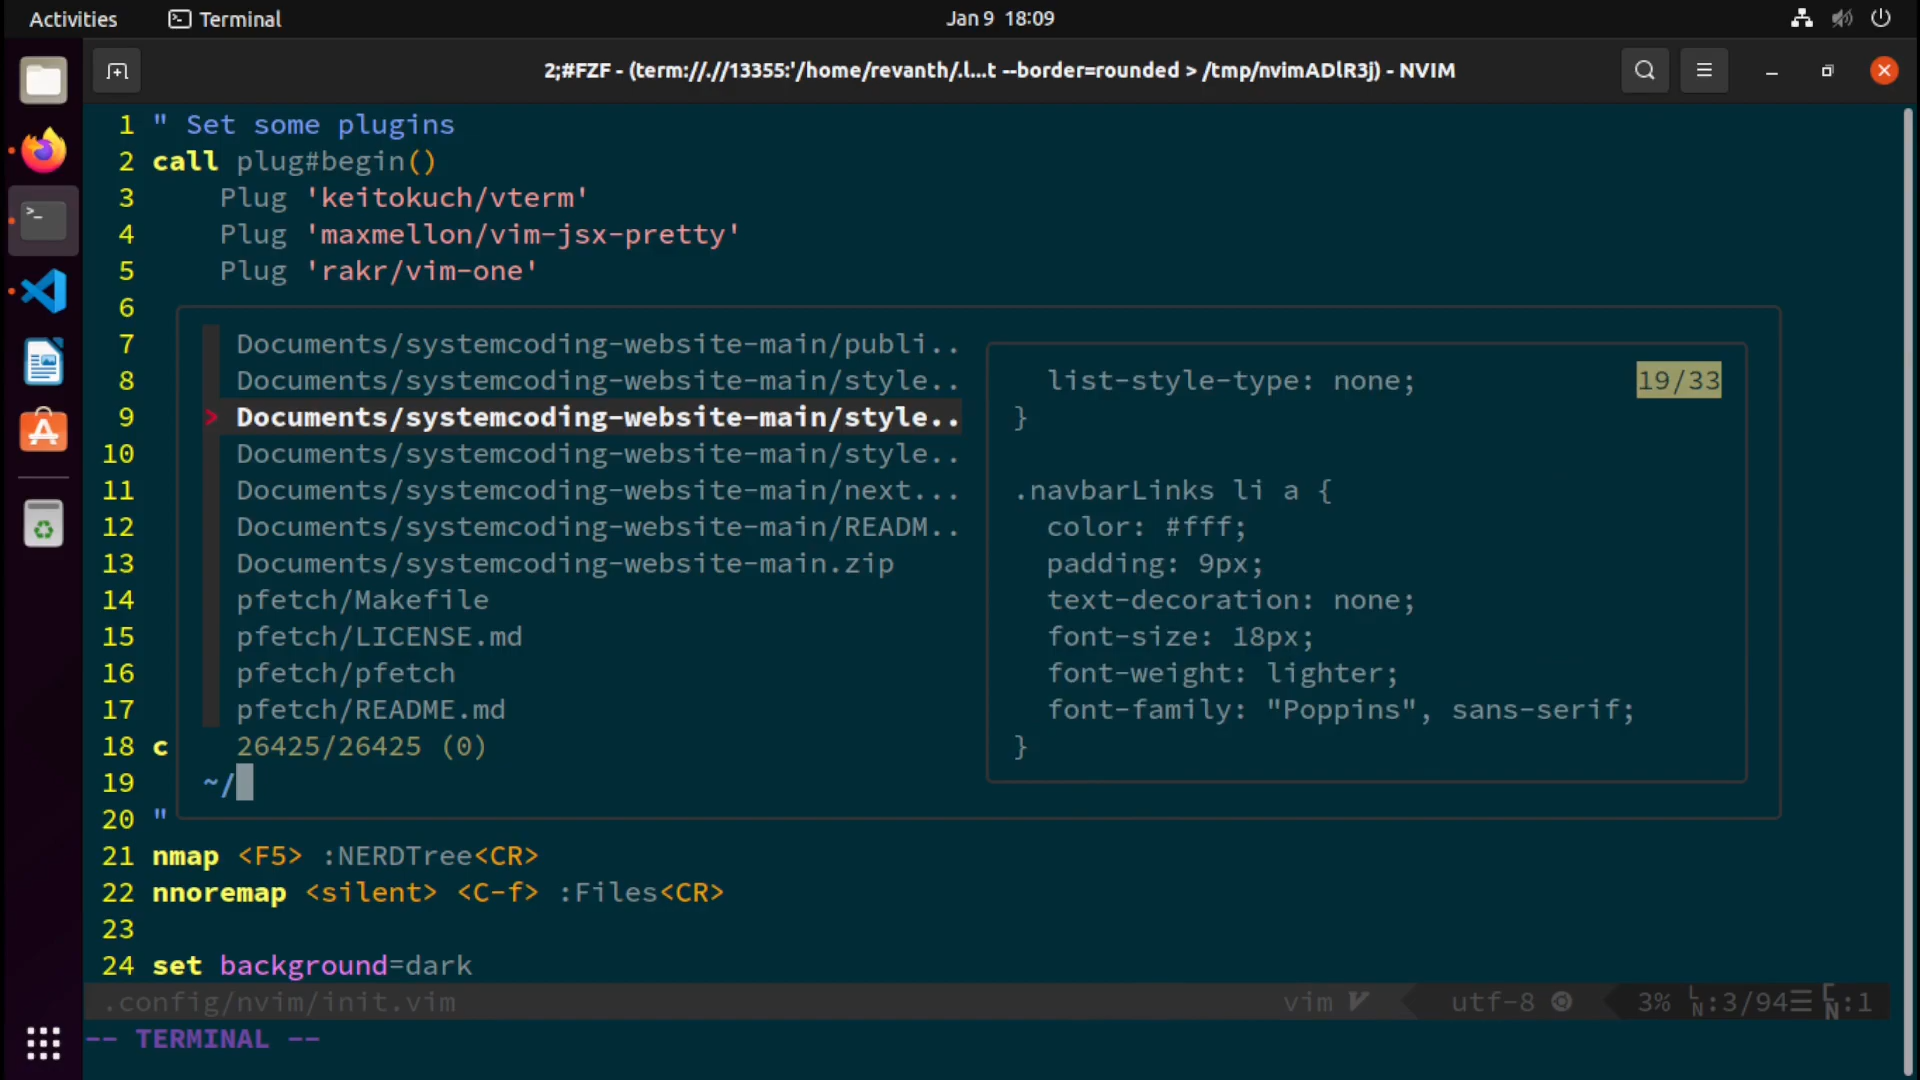 Activities
Terminal
Jan 9 18:09
2;#FZF - (term://.//13355:'/home/revanth/.l...t --border=rounded > /tmp/nvimADlR3j) - NVIM
1 " Set some plugins
2 call plug#begin()
3 Plug 'keitokuch/vterm'
4 Plug 'maxmellon/vim-jsx-pretty'
5 Plug 'rakr/vim-one'
6
7 Documents/systemcoding-website-main/publi..
8 Documents/systemcoding-website-main/style.. list-style-type: none; 19/33
9 > Documents/systemcoding-website-main/style.. }
10 Documents/systemcoding-website-main/style..
11 Documents/systemcoding-website-main/next... .navbarLinks li a {
12 Documents/systemcoding-website-main/READM.. color: #fff;
13 Documents/systemcoding-website-main.zip padding: 9px;
14 pfetch/Makefile text-decoration: none;
15 pfetch/LICENSE.md font-size: 18px;
16 pfetch/pfetch font-weight: lighter;
17 pfetch/README.md font-family: "Poppins", sans-serif;
18 c 26425/26425 (0) }
19 ~/
20 "
21 nmap <F5> :NERDTree<CR>
22 nnoremap <silent> <C-f> :Files<CR>
23
24 set background=dark
.config/nvim/init.vim vim utf-8 3% LN:3/94☰ CN:1
-- TERMINAL --